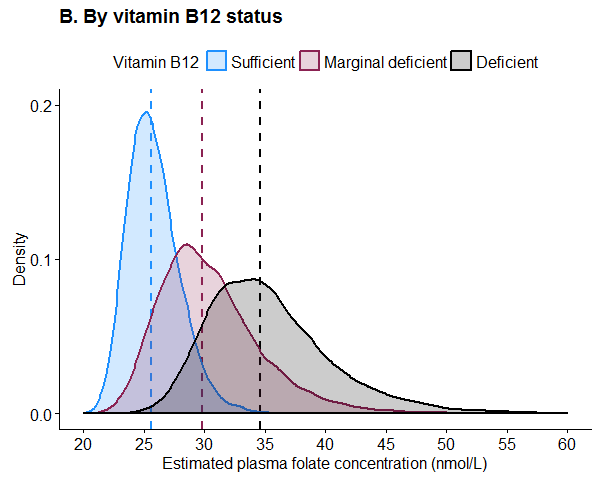 B. By vitamin B12 status
Vitamin B12 Sufficient Marginal deficient Deficient
0.2
0.1
0.0
Density
20 25 30 35 40 45 50 55 60
Estimated plasma folate concentration (nmol/L)